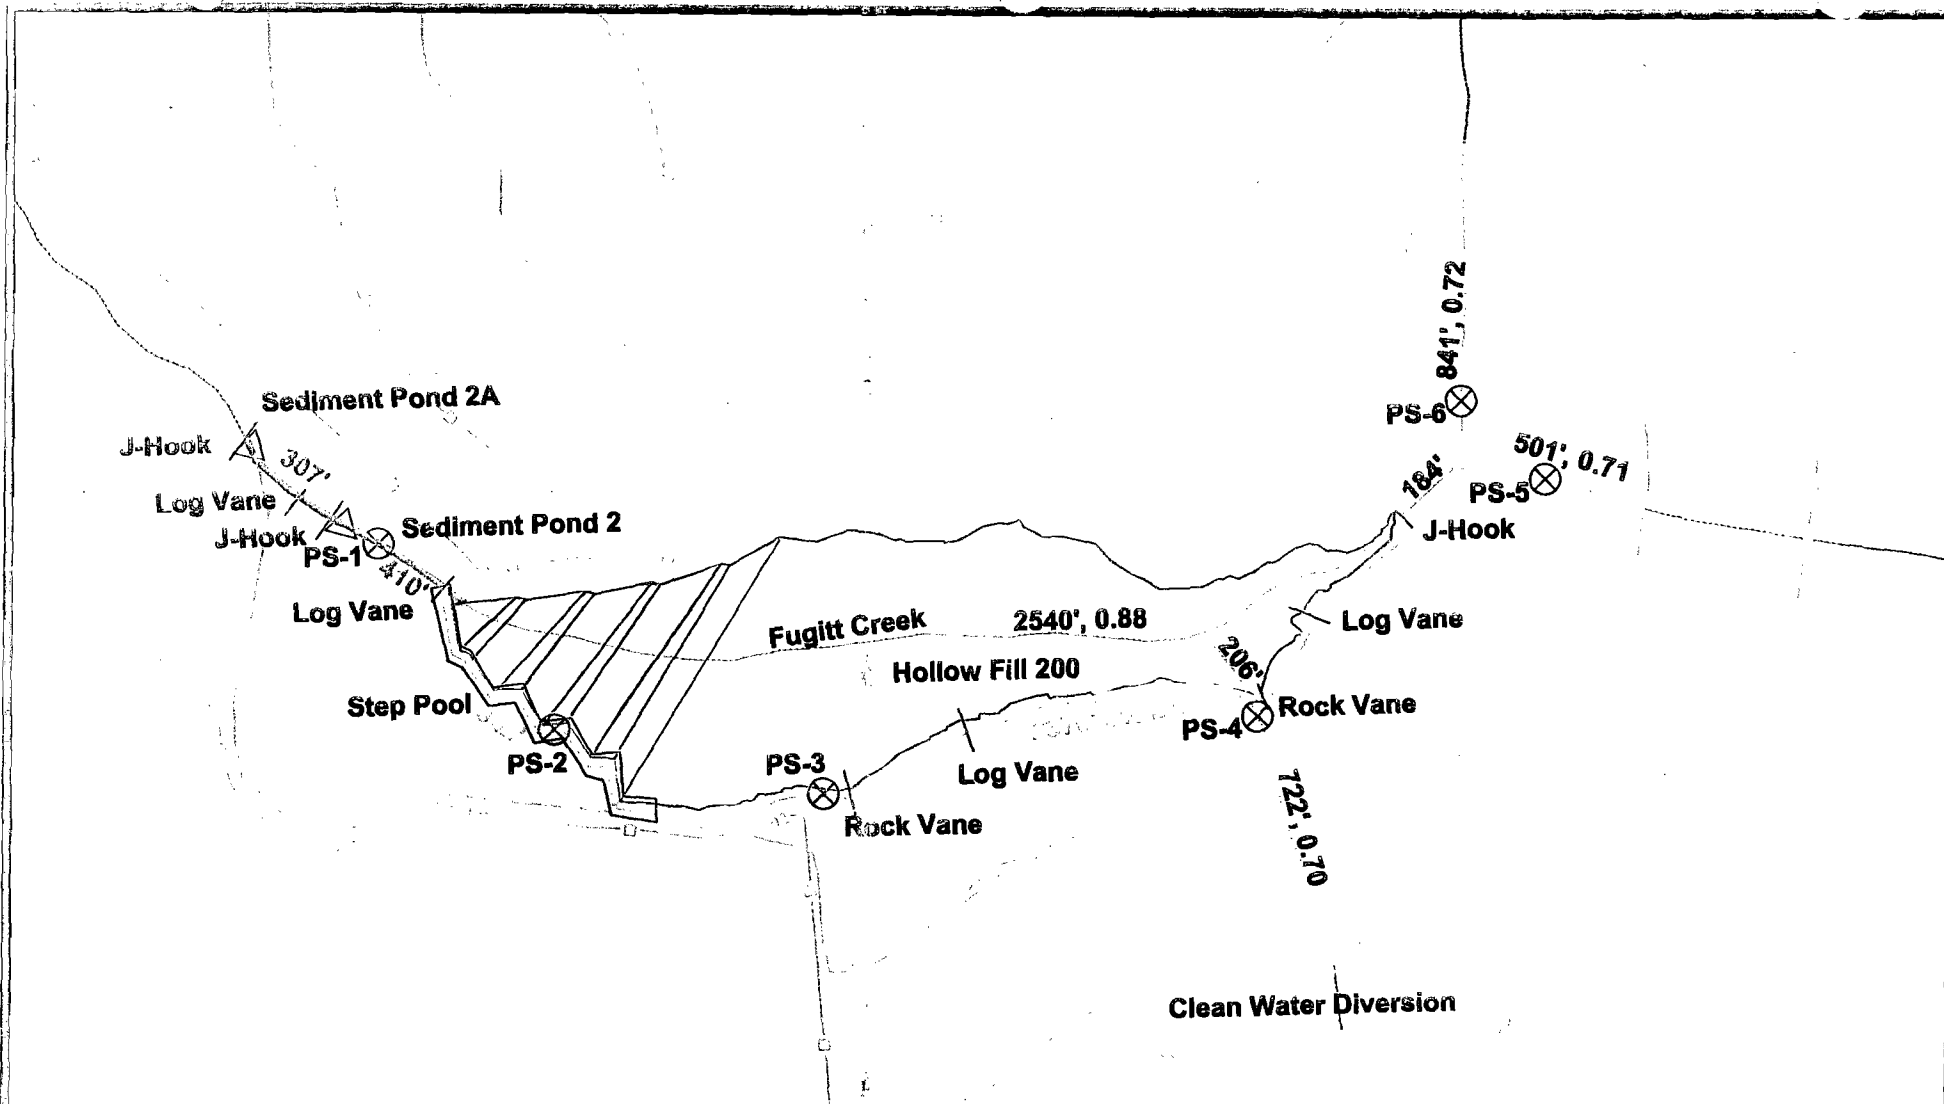 841', 0.72
Sediment Pond 2A
PS-6
J-Hook
307'
501', 0.71
184'
Log Vane
PS-5
J-Hook
Sediment Pond 2
J-Hook
PS-1
410'
Log Vane
Fugitt Creek
2540', 0.88
Log Vane
206'
Hollow Fill 200
Step Pool
Rock Vane
PS-4
PS-2
PS-3
Log Vane
Rock Vane
722', 0.70
Clean Water Diversion